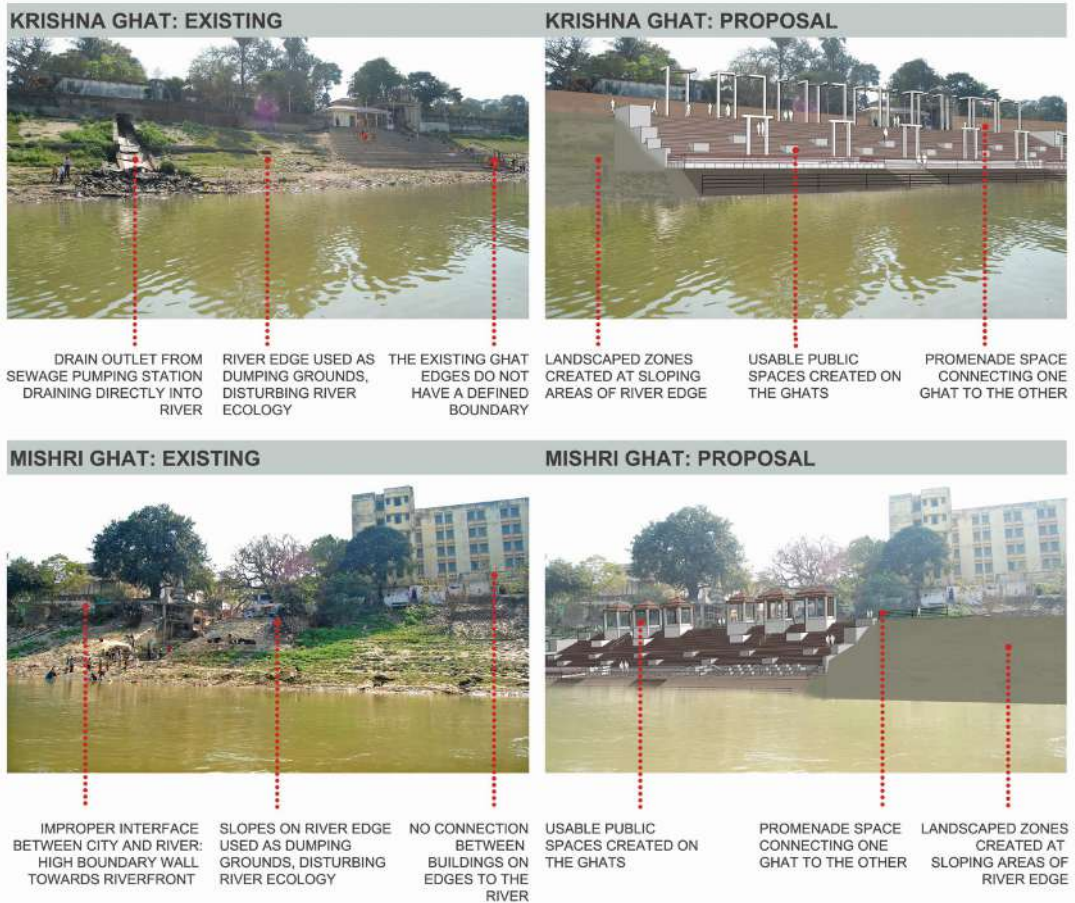 KRISHNA GHAT: EXISTING
KRISHNA GHAT: PROPOSAL
DRAIN OUTLET FROM
SEWAGE PUMPING STATION
DRAINING DIRECTLY INTO
RIVER
RIVER EDGE USED AS
DUMPING GROUNDS,
DISTURBING RIVER
ECOLOGY
THE EXISTING GHAT
EDGES DO NOT
HAVE A DEFINED
BOUNDARY
LANDSCAPED ZONES
CREATED AT SLOPING
AREAS OF RIVER EDGE
USABLE PUBLIC
SPACES CREATED ON
THE GHATS
PROMENADE SPACE
CONNECTING ONE
GHAT TO THE OTHER
MISHRI GHAT: EXISTING
MISHRI GHAT: PROPOSAL
IMPROPER INTERFACE
BETWEEN CITY AND RIVER:
HIGH BOUNDARY WALL
TOWARDS RIVERFRONT
SLOPES ON RIVER EDGE
USED AS DUMPING
GROUNDS, DISTURBING
RIVER ECOLOGY
NO CONNECTION
BETWEEN
BUILDINGS ON
EDGES TO THE
RIVER
USABLE PUBLIC
SPACES CREATED ON
THE GHATS
PROMENADE SPACE
CONNECTING ONE
GHAT TO THE OTHER
LANDSCAPED ZONES
CREATED AT
SLOPING AREAS OF
RIVER EDGE